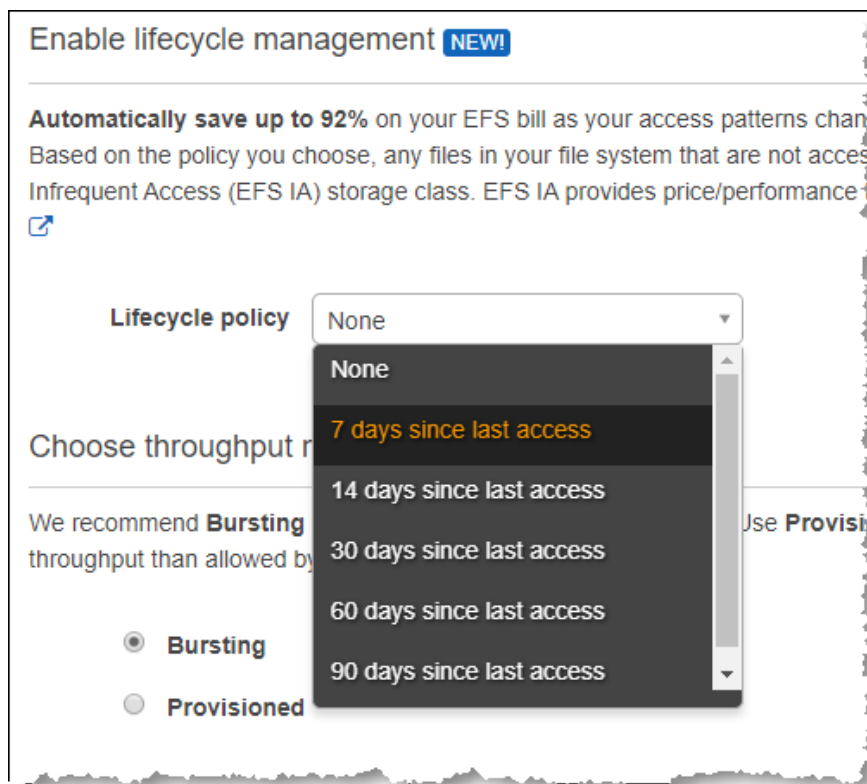 Enable lifecycle management NEW!
Automatically save up to 92% on your EFS bill as your access patterns
Based on the policy you choose, any files in your file system that are not
Infrequent Access (EFS IA) storage class. EFS IA provides price/performance
Lifecycle policy None
None
7 days since last access
14 days since last access
30 days since last access
60 days since last access
90 days since last access
Choose throughput
We recommend Bursting Use
throughput than allowed
Bursting
Provisioned